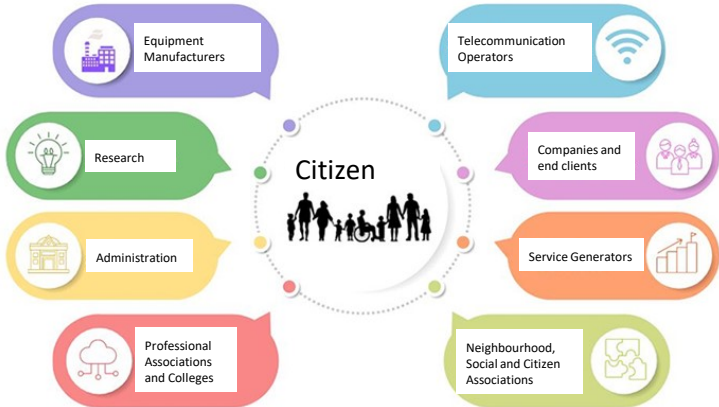 Equipment
Manufacturers
Telecommunication
Operators
Research
Citizen
Companies and
end clients
Administration
Service Generators
Professional
Associations
and Colleges
Neighbourhood,
Social and Citizen
Associations